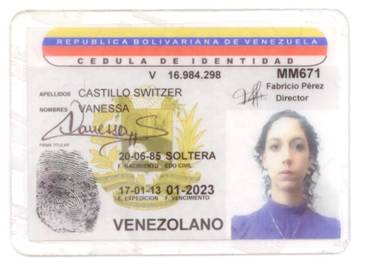 REPUBLICA BOLIVARIANA DE VENEZUELA
CEDULA DE IDENTIDAD
V 16.984.298 MM671
Fabricio Pérez
Director
APELLIDOS CASTILLO SWITZER
NOMBRES VANESSA
Vanessa S
FIRMA TITULAR
20-06-85 SOLTERA
F. NACIMIENTO EDO CIVIL
17-01-13 01-2023
F. EXPEDICION F. VENCIMIENTO
VENEZOLANO